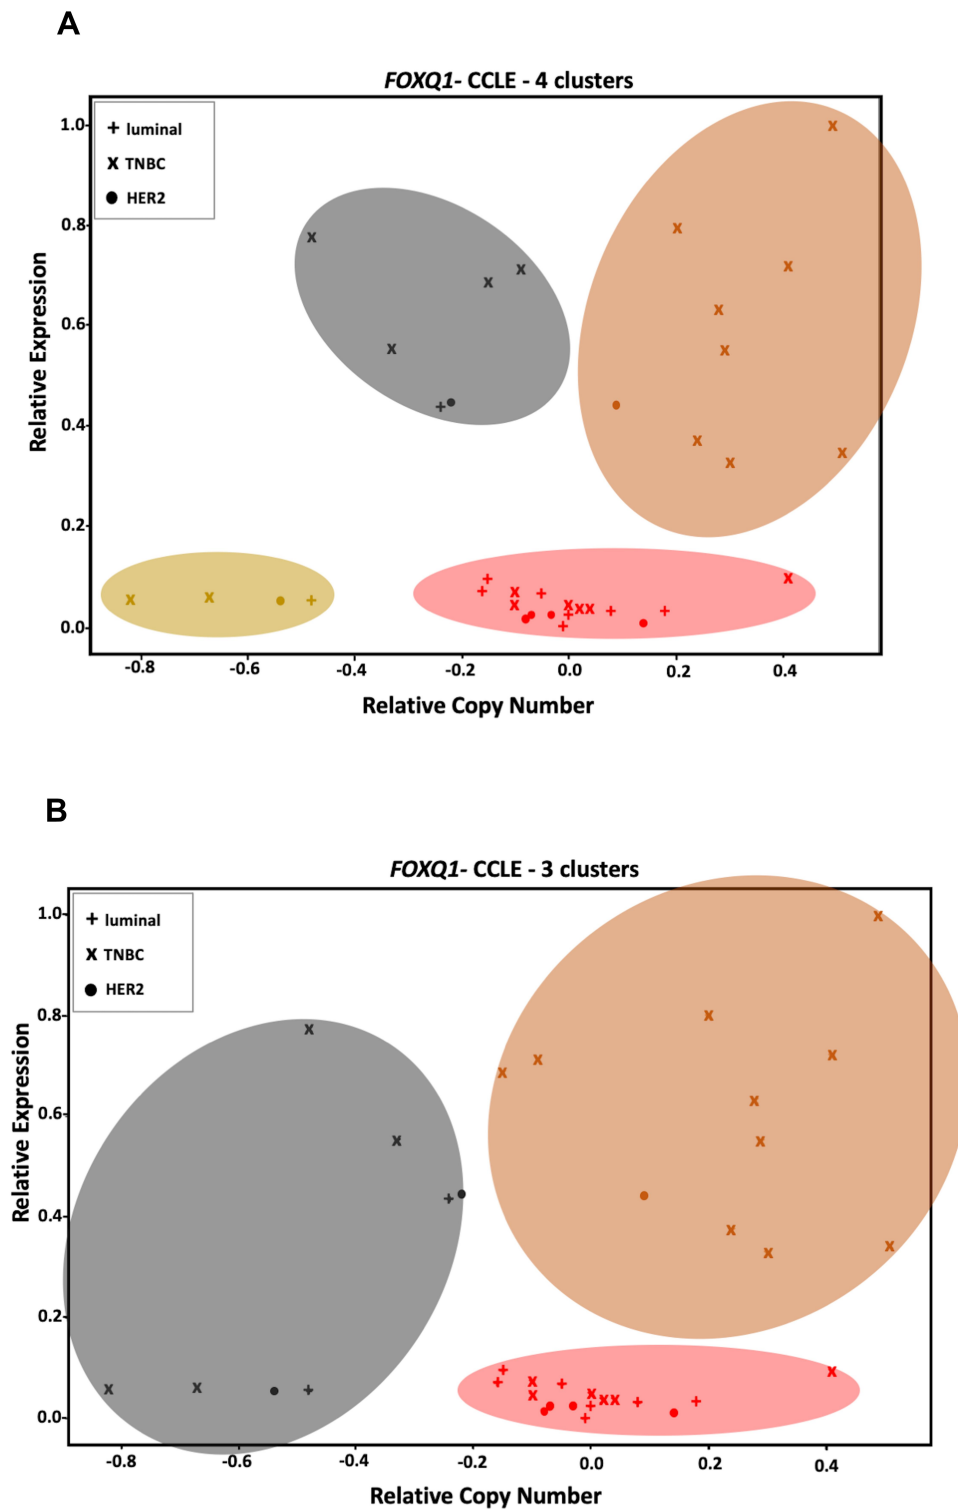 A
FOXQ1- CCLE - 4 clusters
+ luminal
x TNBC
● HER2
1.0
0.8
0.6
0.4
0.2
0.0
Relative Expression
-0.8 -0.6 -0.4 -0.2 0.0 0.2 0.4
Relative Copy Number
B
FOXQ1- CCLE - 3 clusters
+ luminal
x TNBC
● HER2
1.0
0.8
0.6
0.4
0.2
0.0
Relative Expression
-0.8 -0.6 -0.4 -0.2 0.0 0.2 0.4
Relative Copy Number